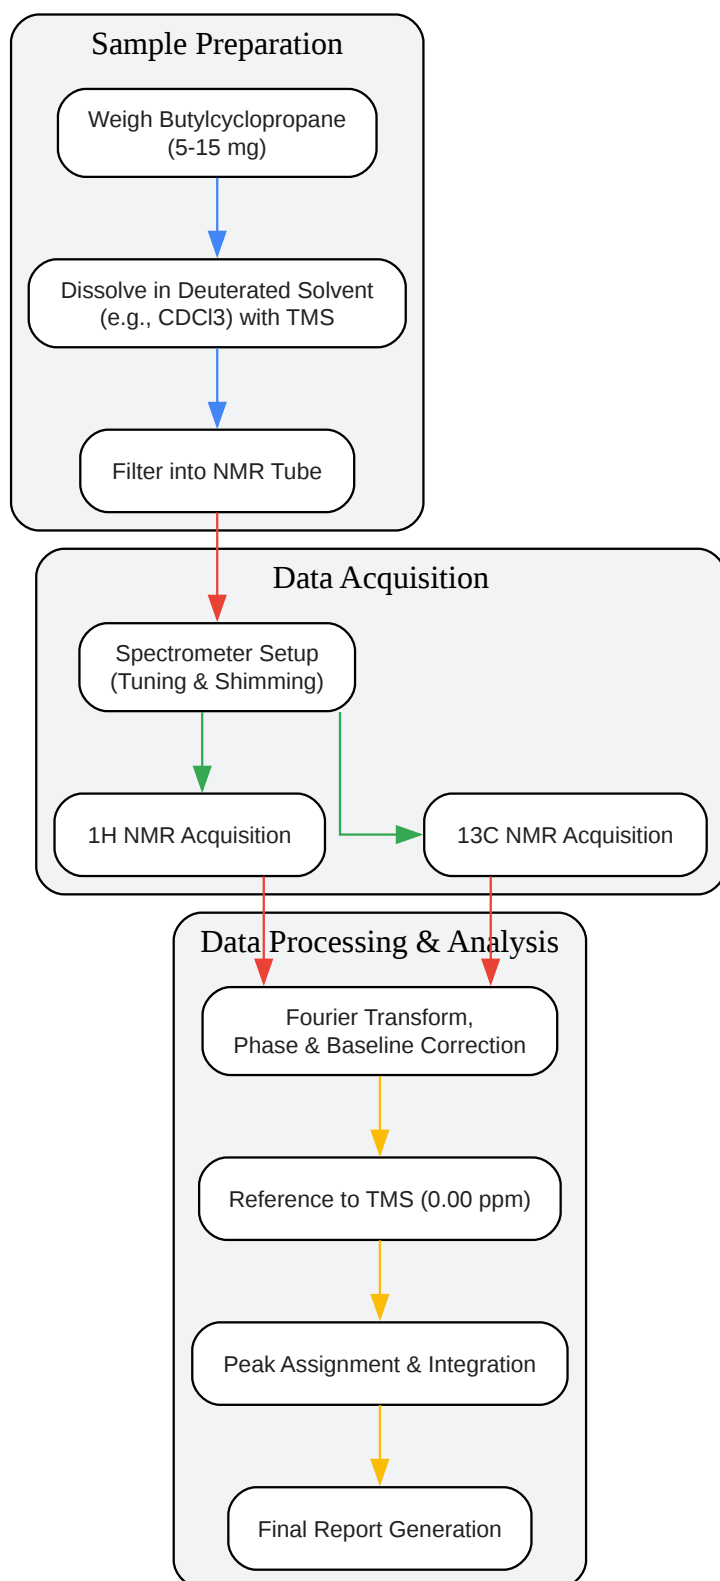 Sample Preparation
Weigh Butylcyclopropane
(5-15 mg)
Dissolve in Deuterated Solvent
(e.g., CDCl3) with TMS
Filter into NMR Tube
Data Acquisition
Spectrometer Setup
(Tuning & Shimming)
1H NMR Acquisition
13C NMR Acquisition
Data Processing & Analysis
Fourier Transform,
Phase & Baseline Correction
Reference to TMS (0.00 ppm)
Peak Assignment & Integration
Final Report Generation